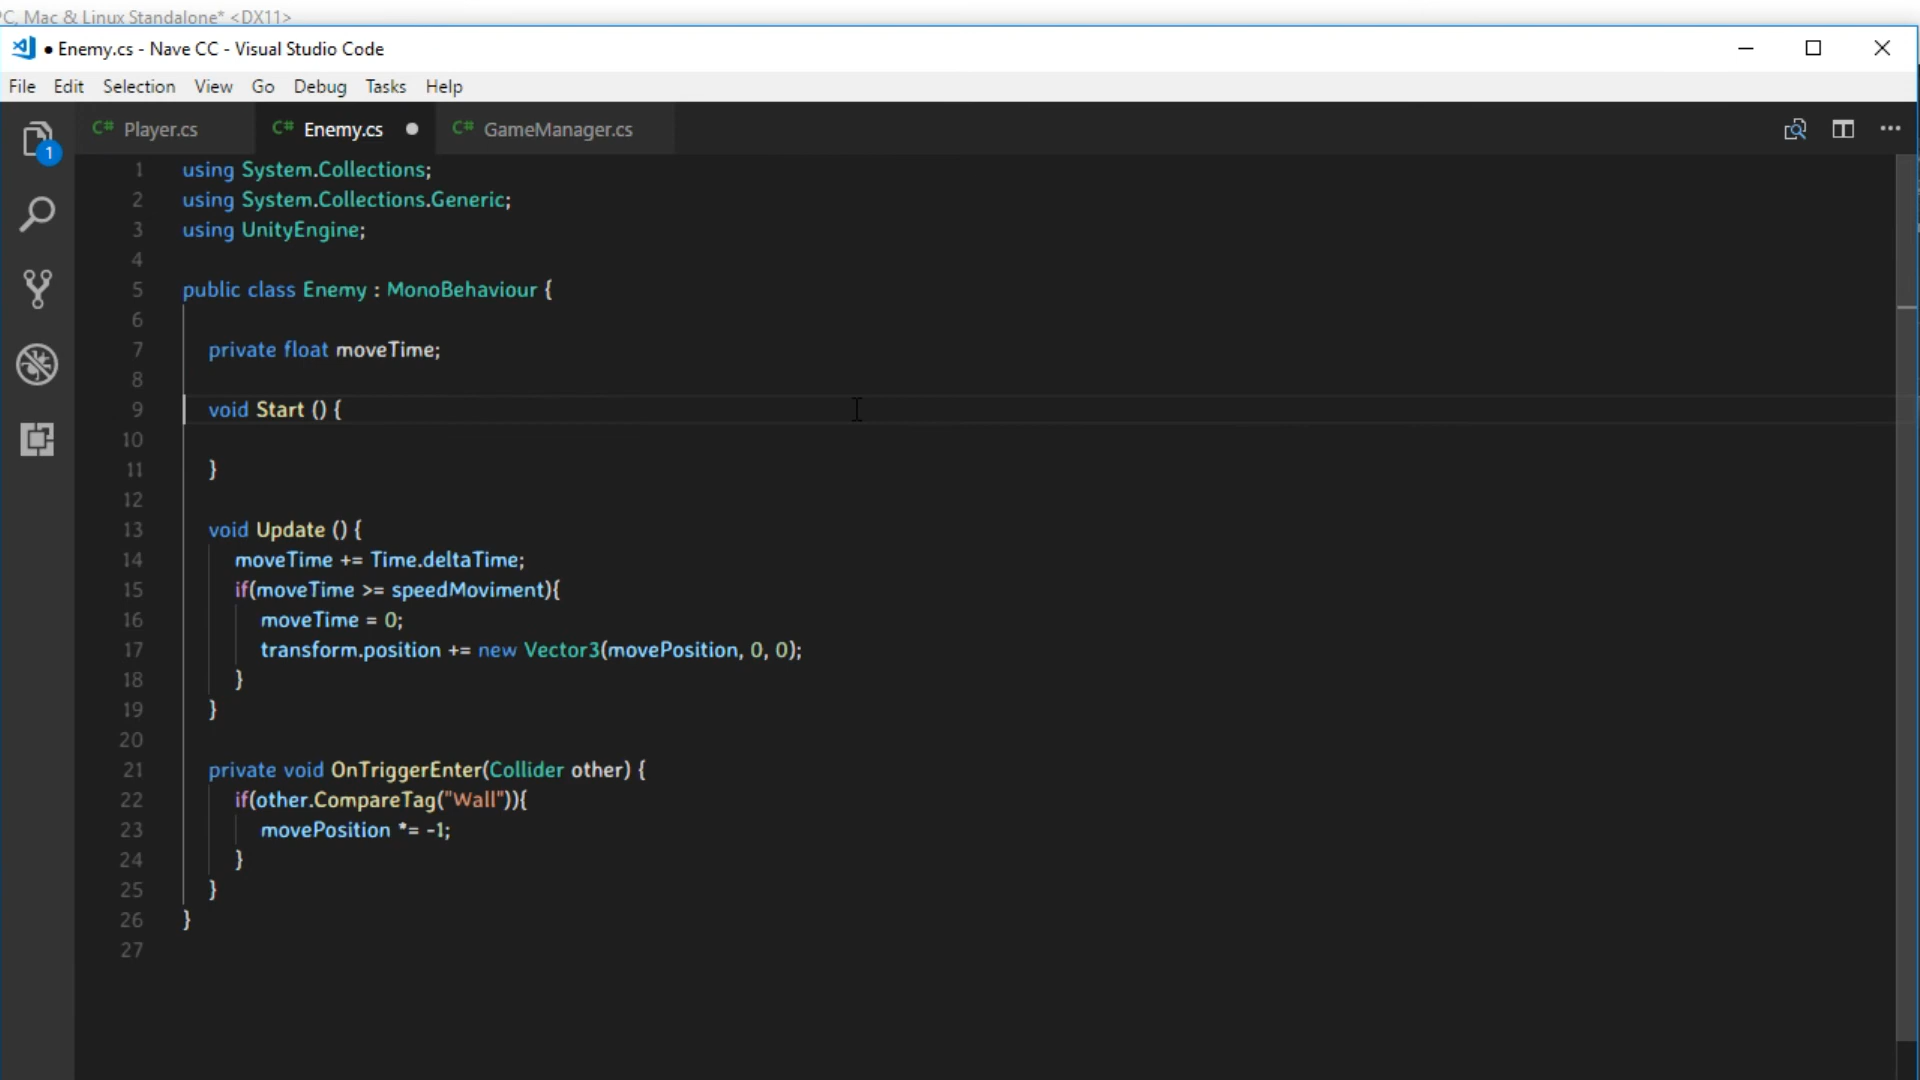 PC, Mac & Linux Standalone* <DX11>
● Enemy.cs - Nave CC - Visual Studio Code
File Edit Selection View Go Debug Tasks Help
C# Player.cs C# Enemy.cs ● C# GameManager.cs
1
1 using System.Collections;
2 using System.Collections.Generic;
3 using UnityEngine;
4
5 public class Enemy : MonoBehaviour {
6
7 private float moveTime;
8
9 void Start () {
10
11 }
12
13 void Update () {
14 moveTime += Time.deltaTime;
15 if(moveTime >= speedMoviment){
16 moveTime = 0;
17 transform.position += new Vector3(movePosition, 0, 0);
18 }
19 }
20
21 private void OnTriggerEnter(Collider other) {
22 if(other.CompareTag("Wall")){
23 movePosition *= -1;
24 }
25 }
26 }
27